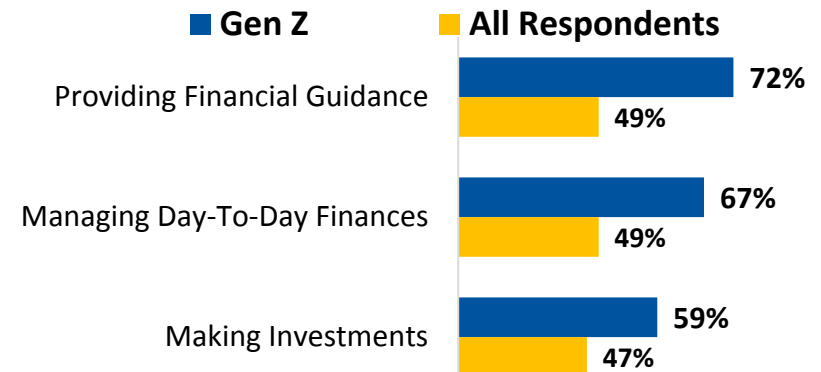 Gen Z All Respondents
Providing Financial Guidance
72%
49%
Managing Day-To-Day Finances
67%
49%
Making Investments
59%
47%